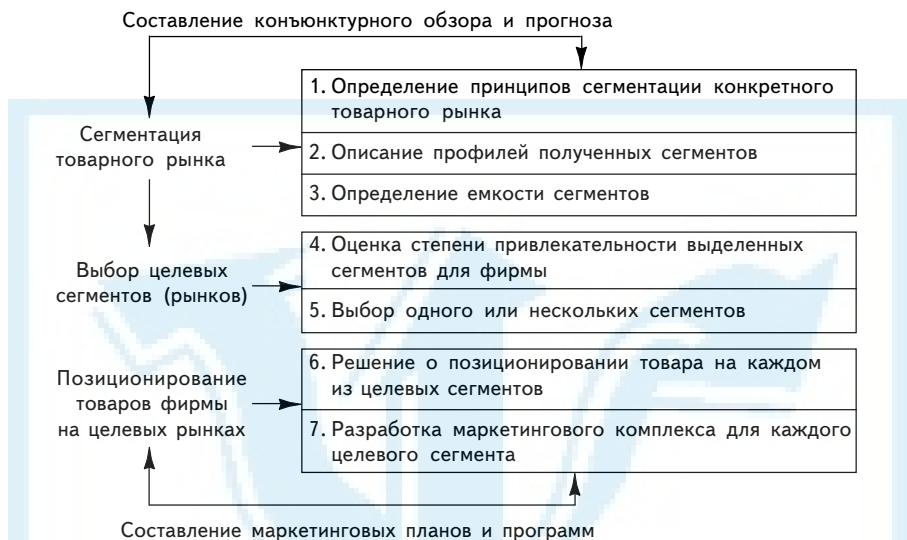 Составление конъюнктурного обзора и прогноза
Сегментация
товарного рынка
1. Определение принципов сегментации конкретного
товарного рынка
2. Описание профилей полученных сегментов
3. Определение емкости сегментов
Выбор целевых
сегментов (рынков)
4. Оценка степени привлекательности выделенных
сегментов для фирмы
5. Выбор одного или нескольких сегментов
Позиционирование
товаров фирмы
на целевых рынках
6. Решение о позиционировании товара на каждом
из целевых сегментов
7. Разработка маркетингового комплекса для каждого
целевого сегмента
Составление маркетинговых планов и программ